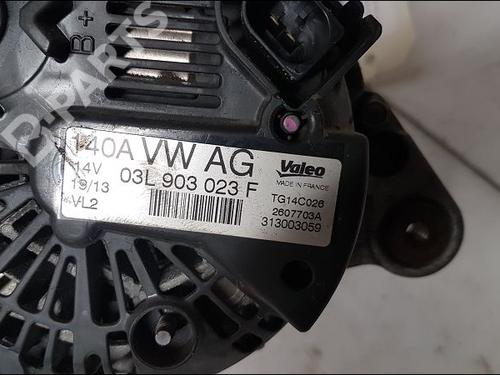 B+
B-PARTS
140A VW AG
14V
03L 903 023 F
19/13
VL2
Valeo
MADE IN FRANCE
TG14C026
2607703A
313003059